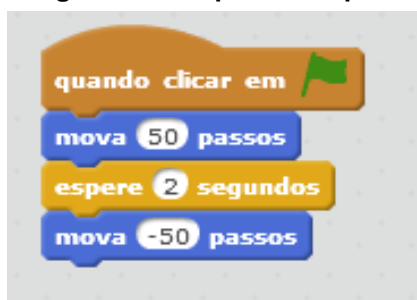 quando clicar em
mova 50 passos
espere 2 segundos
mova -50 passos